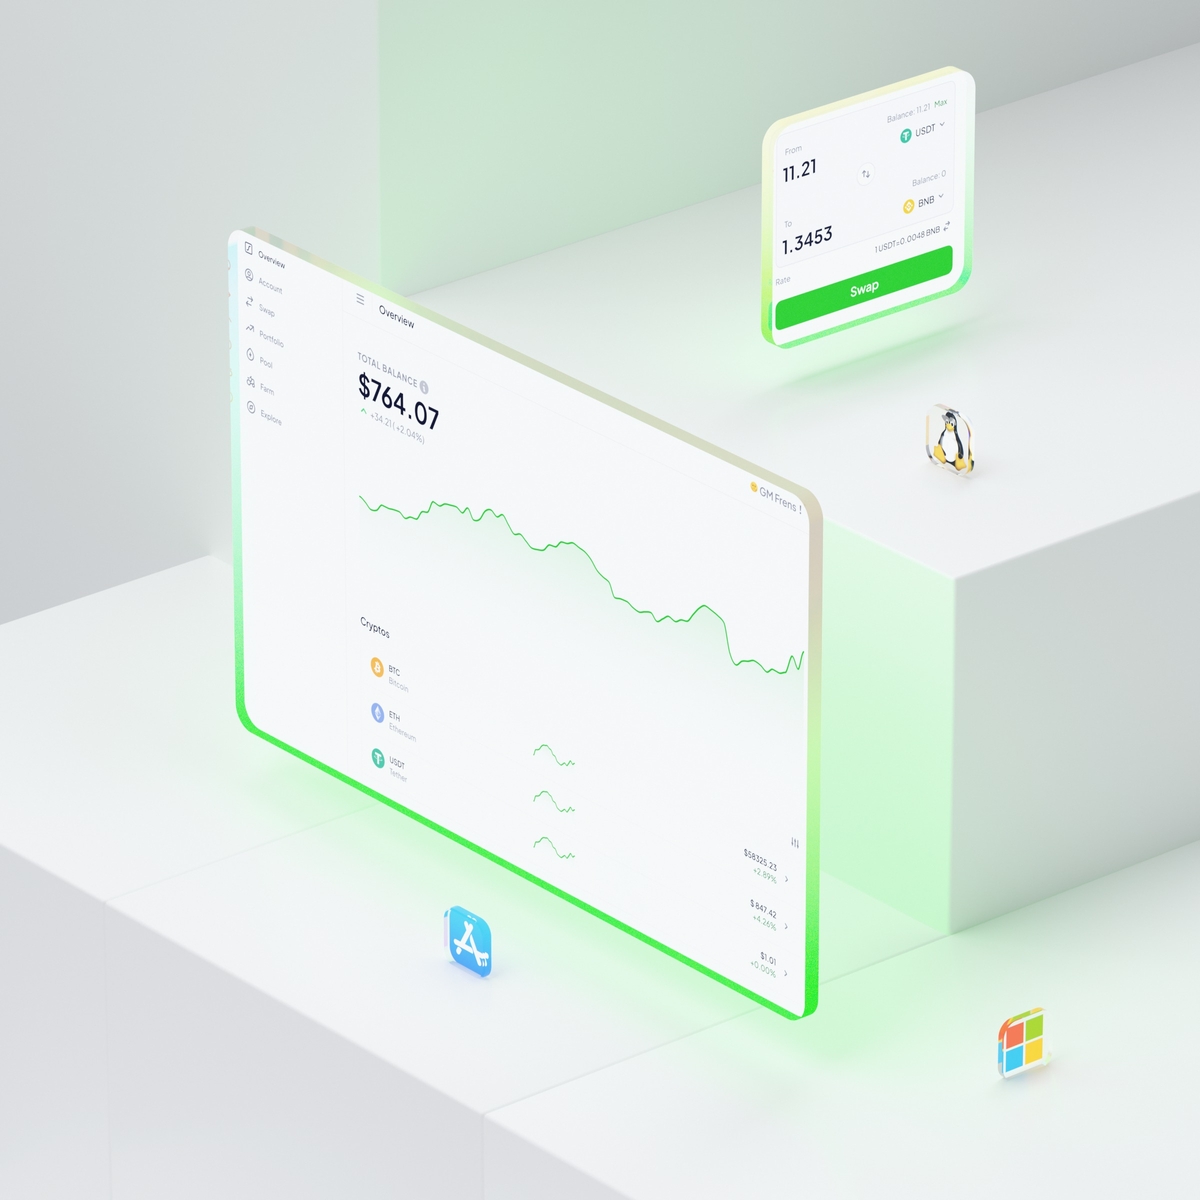 Overview
Account
Swap
Portfolio
Pool
Farm
Explore
Overview
TOTAL BALANCE
$764.07
+34.21(+2.04%)
GM Frens !
Cryptos
BTC
Bitcoin
$58325.23
+2.89%
ETH
Ethereum
$847.42
+4.26%
USDT
Tether
$1.01
+0.00%
Balance: 11.21 Max
From
USDT
11.21
Balance: 0
To
BNB
1.3453
1 USDT=0.0048 BNB
Rate
Swap